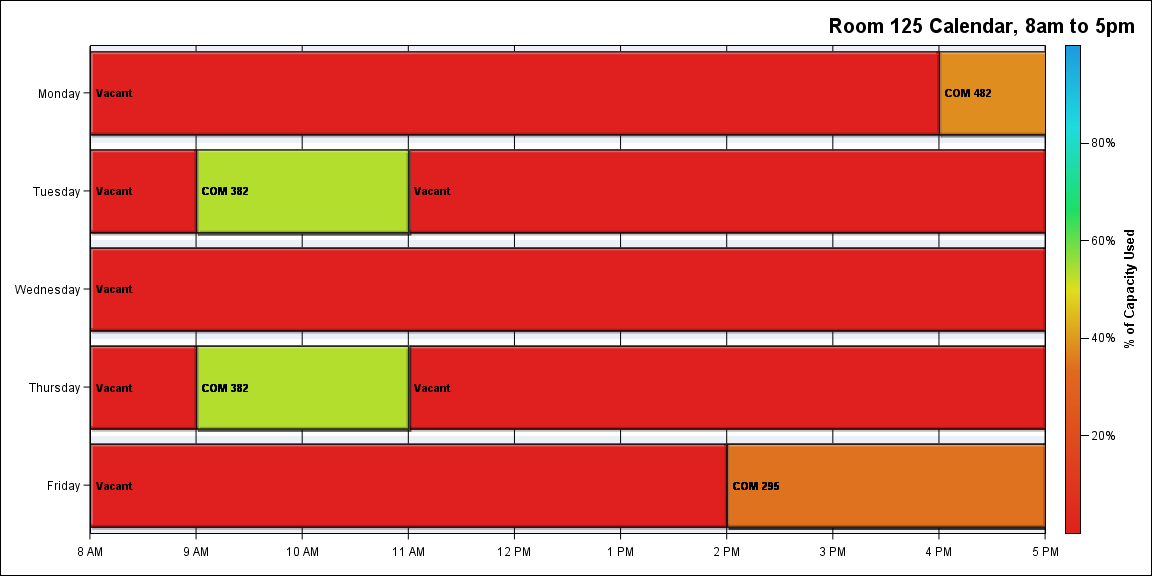 Room 125 Calendar, 8am to 5pm
Monday
Vacant
COM 482
Tuesday
Vacant
COM 382
Vacant
Wednesday
Vacant
Thursday
Vacant
COM 382
Vacant
Friday
Vacant
COM 295
8 AM
9 AM
10 AM
11 AM
12 PM
1 PM
2 PM
3 PM
4 PM
5 PM
80%
60%
40%
20%
% of Capacity Used